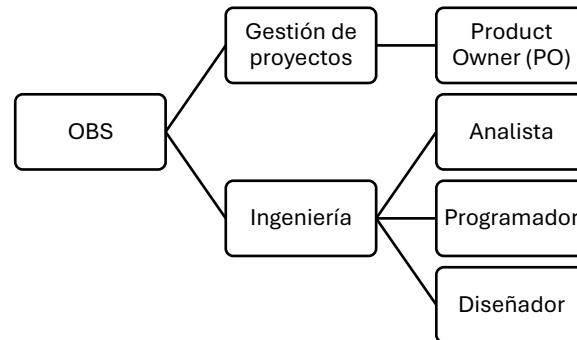 OBS
Gestión de
proyectos
Product
Owner (PO)
Ingeniería
Analista
Programador
Diseñador